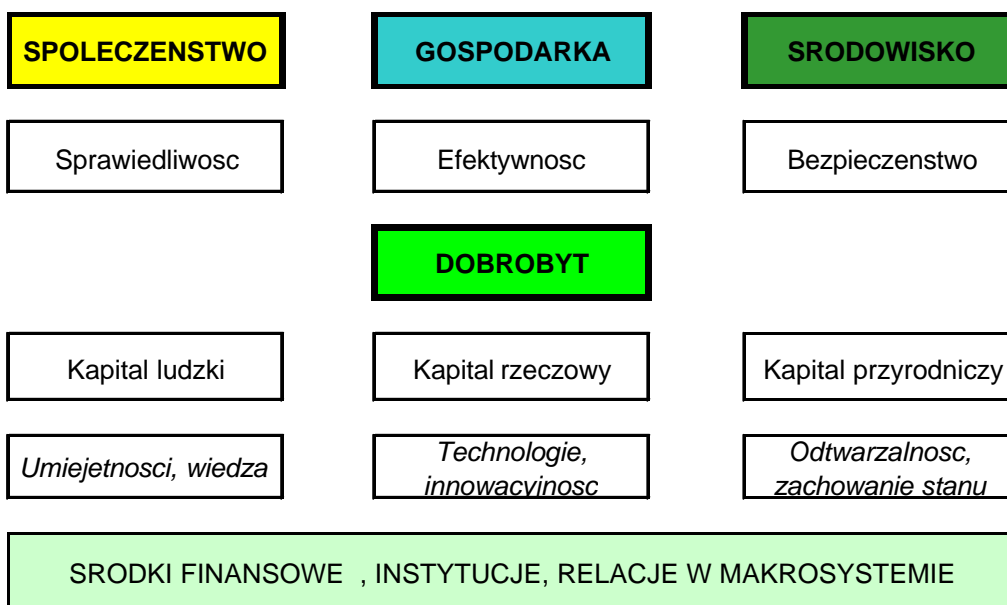 SPOLECZENSTWO
GOSPODARKA
SRODOWISKO
Sprawiedliwosc
Efektywnosc
Bezpieczenstwo
DOBROBYT
Kapital ludzki
Kapital rzeczowy
Kapital przyrodniczy
Umiejetnosci, wiedza
Technologie,
innowacyjnosc
Odtwarzalnosc,
zachowanie stanu
SRODKI FINANSOWE , INSTYTUCJE, RELACJE W MAKROSYSTEMIE